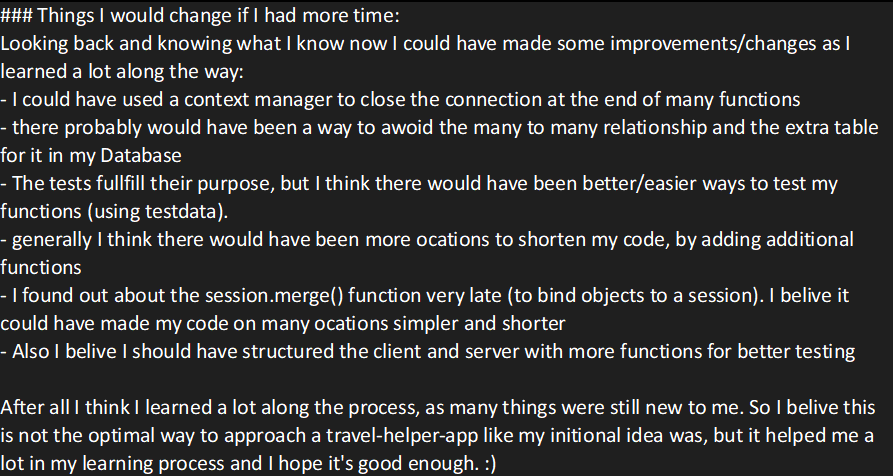 ### Things I would change if I had more time:
Looking back and knowing what I know now I could have made some improvements/changes as I
learned a lot along the way:
- I could have used a context manager to close the connection at the end of many functions
- there probably would have been a way to awoid the many to many relationship and the extra table
for it in my Database
- The tests fullfill their purpose, but I think there would have been better/easier ways to test my
functions (using testdata).
- generally I think there would have been more ocations to shorten my code, by adding additional
functions
- I found out about the session.merge() function very late (to bind objects to a session). I belive it
could have made my code on many ocations simpler and shorter
- Also I belive I should have structured the client and server with more functions for better testing

After all I think I learned a lot along the process, as many things were still new to me. So I belive this
is not the optimal way to approach a travel-helper-app like my initional idea was, but it helped me a
lot in my learning process and I hope it's good enough. :)